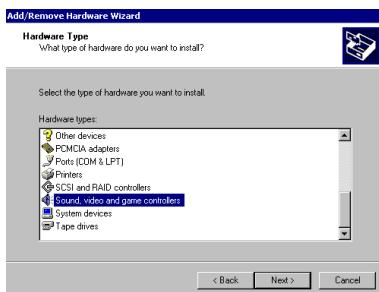 Add/Remove Hardware Wizard
Hardware Type
What type of hardware do you want to install?
Select the type of hardware you want to install.
Hardware types:
Other devices
PCMCIA adapters
Ports (COM & LPT)
Printers
SCSI and RAID controllers
Sound, video and game controllers
System devices
Tape drives
< Back
Next >
Cancel